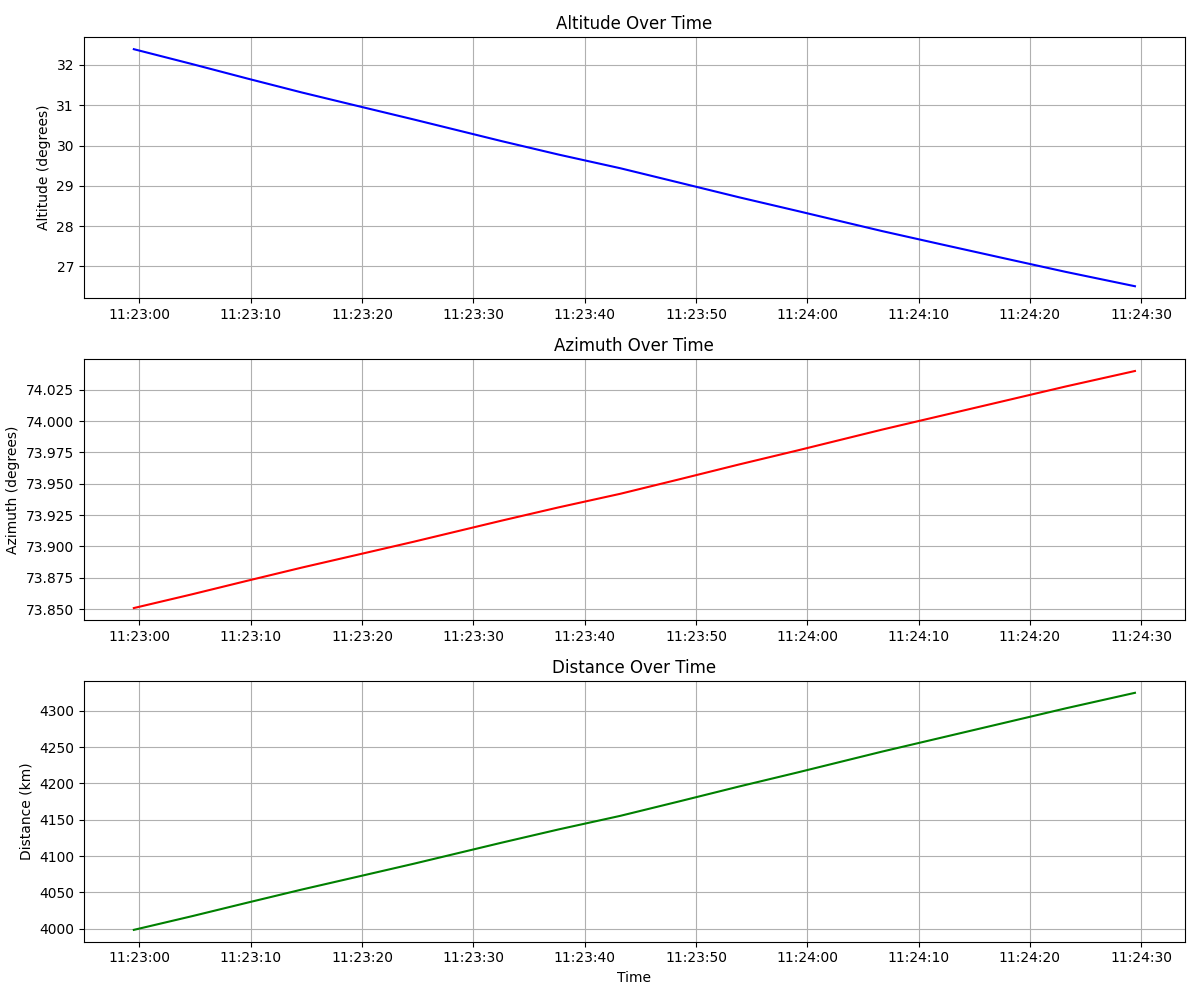 Altitude Over Time
Altitude (degrees)
32
31
30
29
28
27
11:23:00 11:23:10 11:23:20 11:23:30 11:23:40 11:23:50 11:24:00 11:24:10 11:24:20 11:24:30
Azimuth Over Time
Azimuth (degrees)
74.025
74.000
73.975
73.950
73.925
73.900
73.875
73.850
11:23:00 11:23:10 11:23:20 11:23:30 11:23:40 11:23:50 11:24:00 11:24:10 11:24:20 11:24:30
Distance Over Time
Distance (km)
4300
4250
4200
4150
4100
4050
4000
11:23:00 11:23:10 11:23:20 11:23:30 11:23:40 11:23:50 11:24:00 11:24:10 11:24:20 11:24:30
Time